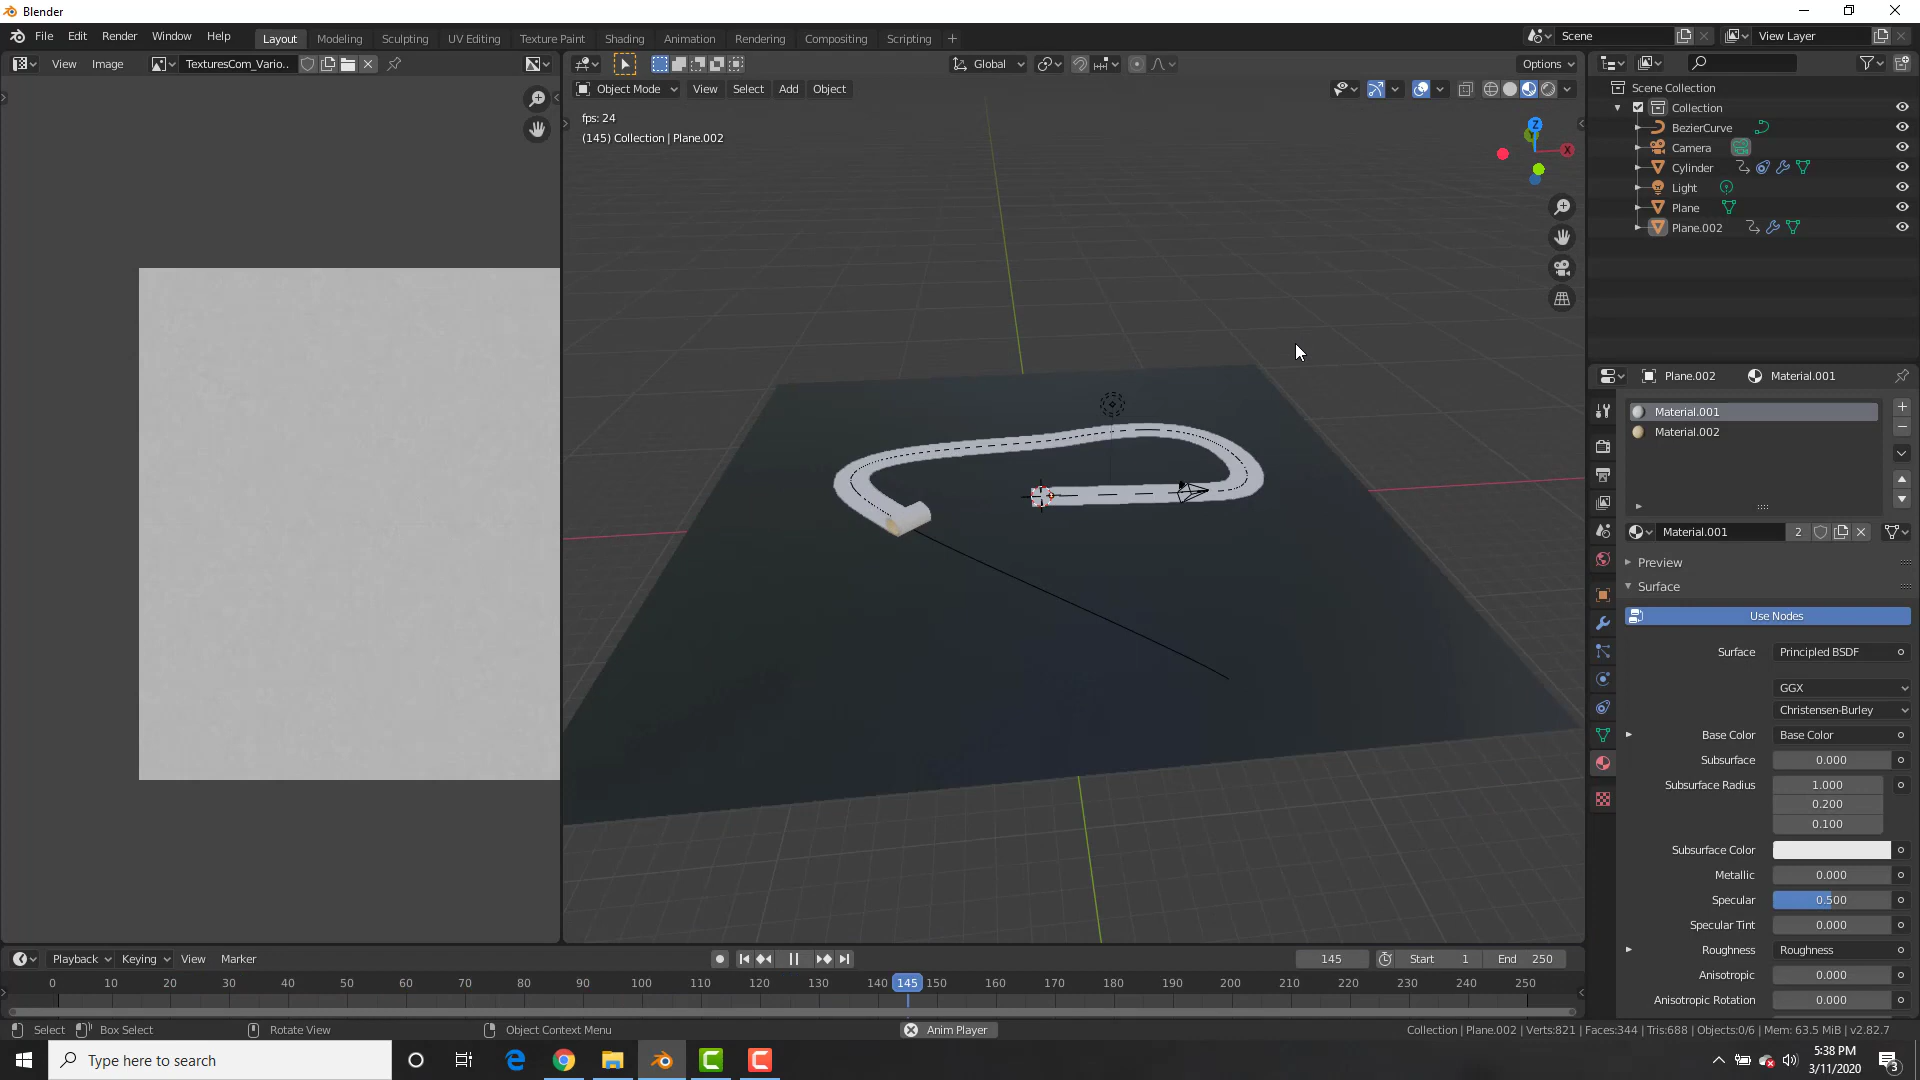 Blender
File Edit Render Window Help
Layout Modeling Sculpting UV Editing Texture Paint Shading Animation Rendering Compositing Scripting
Scene
View Layer
View Image
TexturesCom_Vario..
Global
Options
Object Mode View Select Add Object
fps: 24
(145) Collection | Plane.002
Z
X
Scene Collection
Collection
BezierCurve
Camera
Cylinder
Light
Plane
Plane.002
Plane.002 Material.001
Material.001
Material.002
Material.001 2
Preview
Surface
Use Nodes
Surface Principled BSDF
GGX
Christensen-Burley
Base Color Base Color
Subsurface 0.000
Subsurface Radius 1.000
0.200
0.100
Subsurface Color
Metallic 0.000
Specular 0.500
Specular Tint 0.000
Roughness Roughness
Anisotropic 0.000
Anisotropic Rotation 0.000
Playback Keying View Marker
145 Start 1 End 250
0 10 20 30 40 50 60 70 80 90 100 110 120 130 140 145 150 160 170 180 190 200 210 220 230 240 250
Select Box Select Rotate View Object Context Menu Anim Player
Collection | Plane.002 | Verts:821 | Faces:344 | Tris:688 | Objects:0/6 | Mem: 63.5 MiB | v2.82.7
Type here to search
5:38 PM
3/11/2020
3